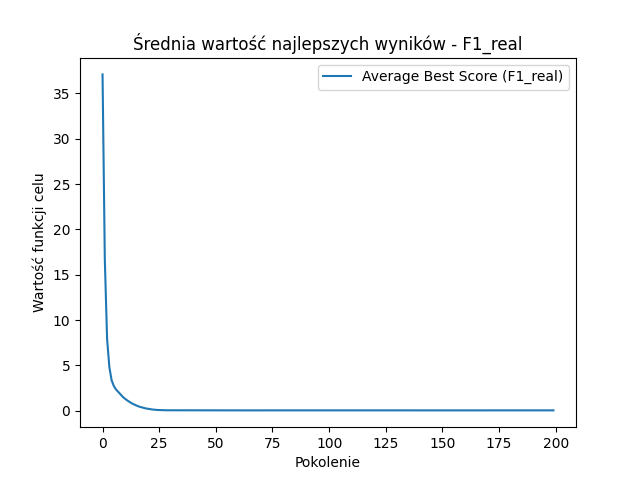 Średnia wartość najlepszych wyników - F1_real
Average Best Score (F1_real)
Wartość funkcji celu
35
30
25
20
15
10
5
0
0 25 50 75 100 125 150 175 200
Pokolenie